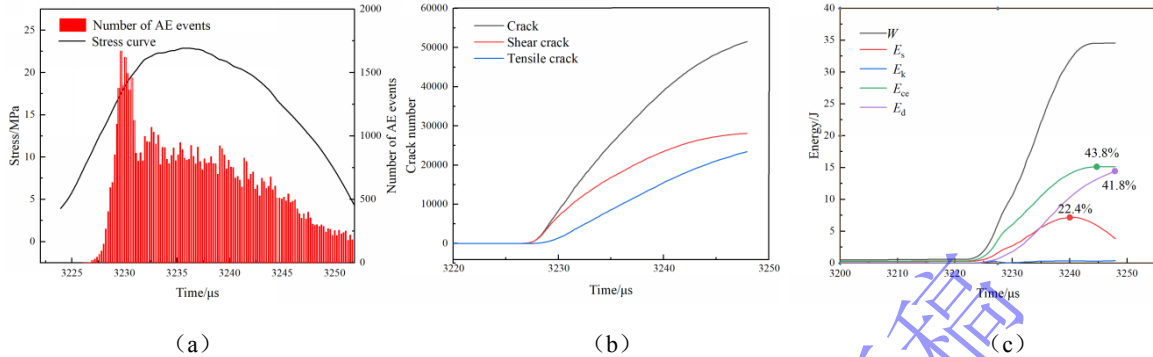 25
20
15
10
5
0
Stress/MPa
2000
1500
1000
500
0
Number of AE events
Number of AE events
Stress curve
3225
3230
3235
3240
3245
3250
Time/μs
(a)
60000
50000
40000
30000
20000
10000
0
Crack number
Crack
Shear crack
Tensile crack
3220
3230
3240
3250
Time/μs
(b)
40
35
30
25
20
15
10
5
0
Energy/J
W
Es
Ek
Ece
Ed
43.8%
41.8%
22.4%
3200
3210
3220
3230
3240
3250
Time/μs
(c)
稿